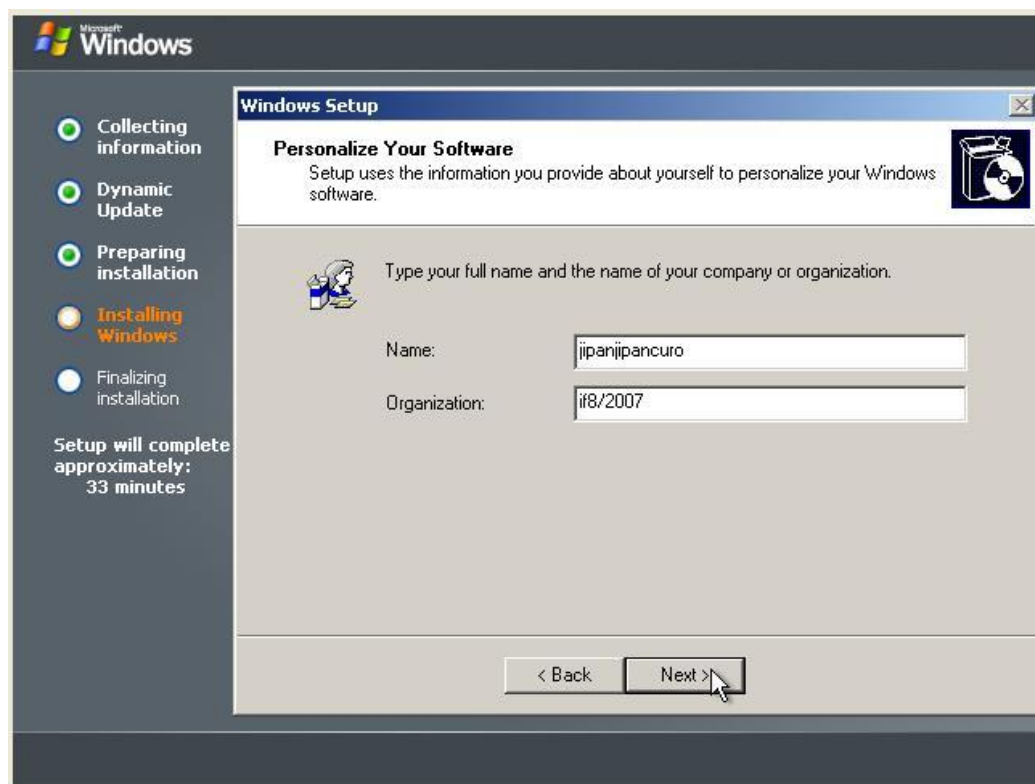 Microsoft
Windows
Collecting
information
Dynamic
Update
Preparing
installation
Installing
Windows
Finalizing
installation
Setup will complete
approximately:
33 minutes
Windows Setup
Personalize Your Software
Setup uses the information you provide about yourself to personalize your Windows
software.
Type your full name and the name of your company or organization.
Name:
jipanjipancuro
Organization:
if8/2007
< Back
Next >